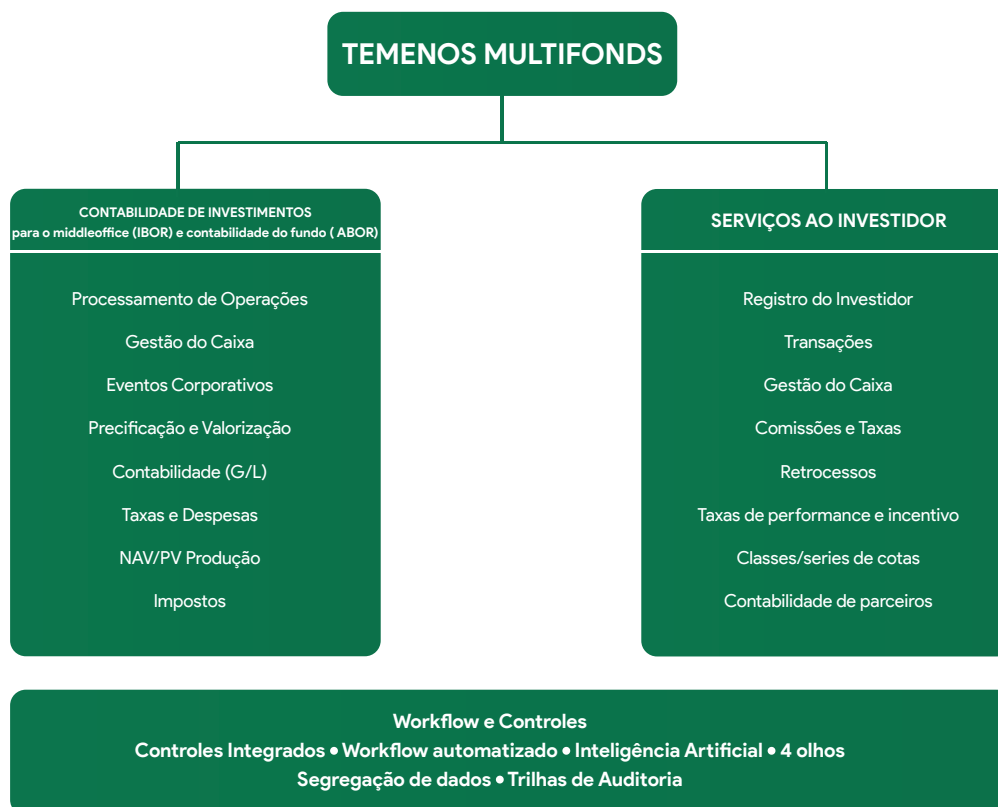 TEMENOS MULTIFONDS
CONTABILIDADE DE INVESTIMENTOS
para o middleoffice (IBOR) e contabilidade do fundo ( ABOR)
Processamento de Operações
Gestão do Caixa
Eventos Corporativos
Precificação e Valorização
Contabilidade (G/L)
Taxas e Despesas
NAV/PV Produção
Impostos
SERVIÇOS AO INVESTIDOR
Registro do Investidor
Transações
Gestão do Caixa
Comissões e Taxas
Retrocessos
Taxas de performance e incentivo
Classes/series de cotas
Contabilidade de parceiros
Workflow e Controles
Controles Integrados • Workflow automatizado • Inteligência Artificial • 4 olhos
Segregação de dados • Trilhas de Auditoria